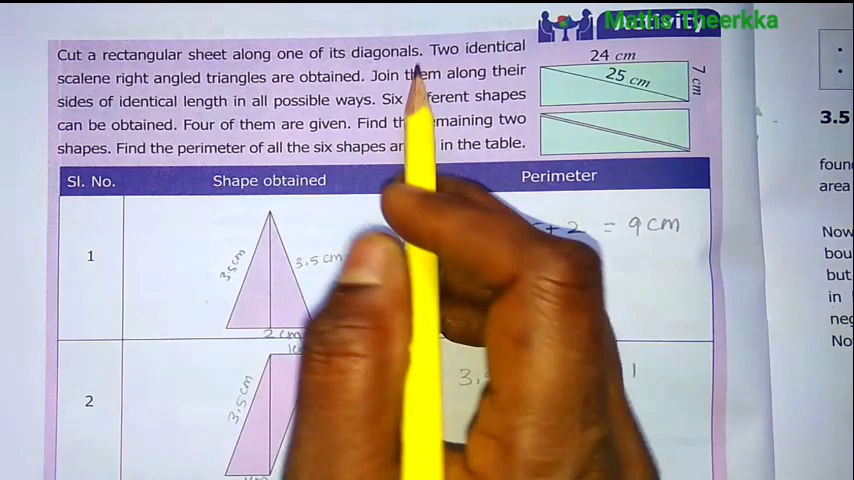 Activity
Maths Theerkka
Cut a rectangular sheet along one of its diagonals. Two identical
scalene right angled triangles are obtained. Join them along their
sides of identical length in all possible ways. Six shapes
can be obtained. Four of them are given. Find two
shapes. Find the perimeter of all the six shapes in the table.
24 cm
25 cm
7 cm
Sl. No.
Shape obtained
Perimeter
1
3.5 cm
3.5 cm
2 cm
+ 2 = 9 cm
2
3.5 cm
3.
1
3.5
foun
area
Now
bou
but
in
neg
No